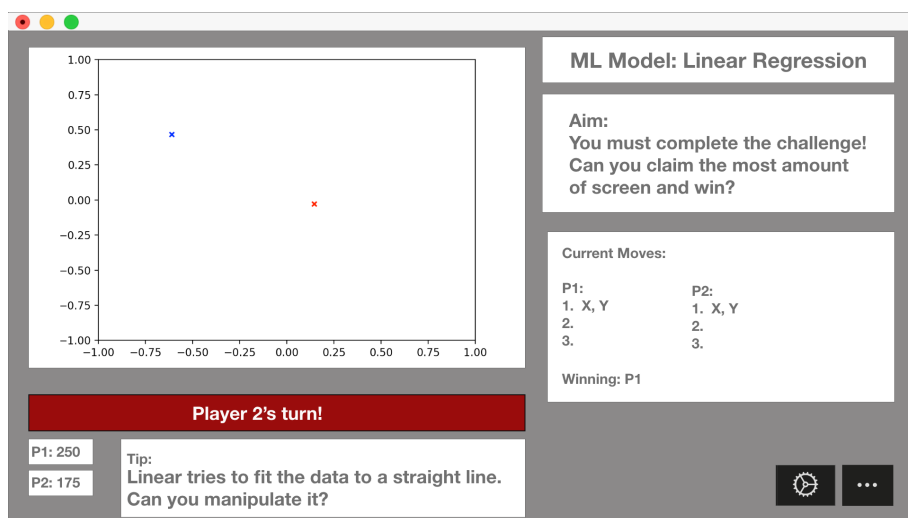 1.00
0.75
0.50
0.25
0.00
−0.25
−0.50
−0.75
−1.00
−1.00 −0.75 −0.50 −0.25 0.00 0.25 0.50 0.75 1.00
Player 2’s turn!
P1: 250
P2: 175
Tip:
Linear tries to fit the data to a straight line.
Can you manipulate it?
ML Model: Linear Regression
Aim:
You must complete the challenge!
Can you claim the most amount
of screen and win?
Current Moves:
P1:
1. X, Y
2.
3.
P2:
1. X, Y
2.
3.
Winning: P1